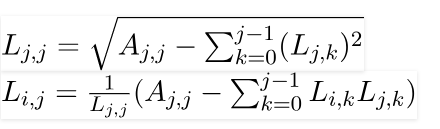 $L_{j,j} = \sqrt{A_{j,j} - \sum_{k=0}^{j-1} (L_{j,k})^2}$
$L_{i,j} = \frac{1}{L_{j,j}} (A_{j,j} - \sum_{k=0}^{j-1} L_{i,k} L_{j,k})$